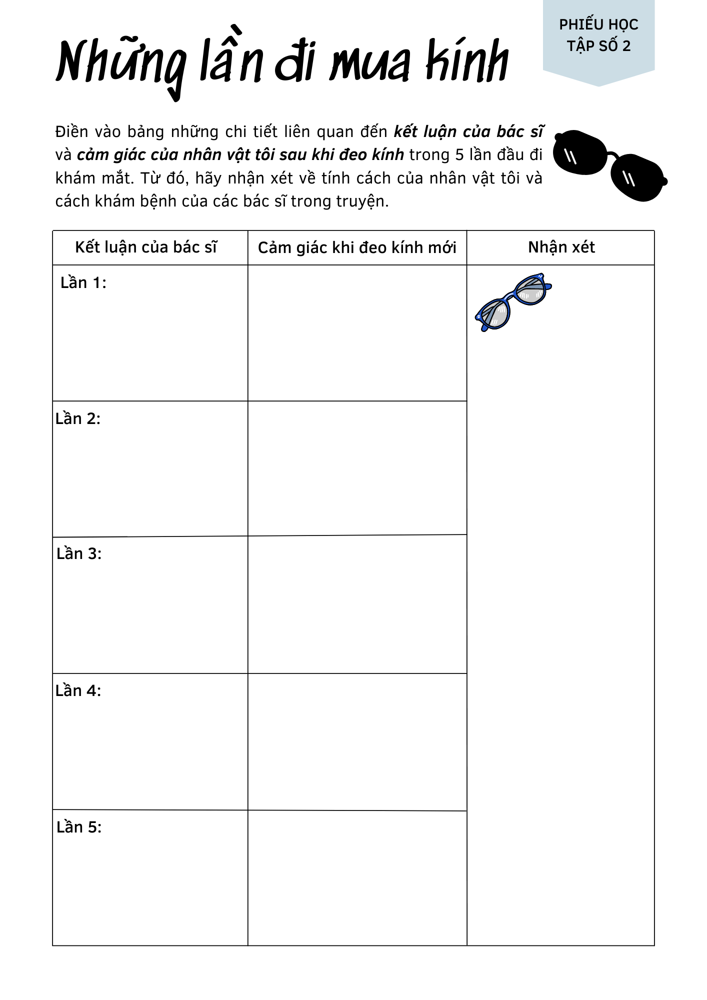 Những lần đi mua kính
PHIẾU HỌC
TẬP SỐ 2
Điền vào bảng những chi tiết liên quan đến kết luận của bác sĩ
và cảm giác của nhân vật tôi sau khi đeo kính trong 5 lần đầu đi
khám mắt. Từ đó, hãy nhận xét về tính cách của nhân vật tôi và
cách khám bệnh của các bác sĩ trong truyện.
Kết luận của bác sĩ
Cảm giác khi đeo kính mới
Nhận xét
Lần 1:
Lần 2:
Lần 3:
Lần 4:
Lần 5: